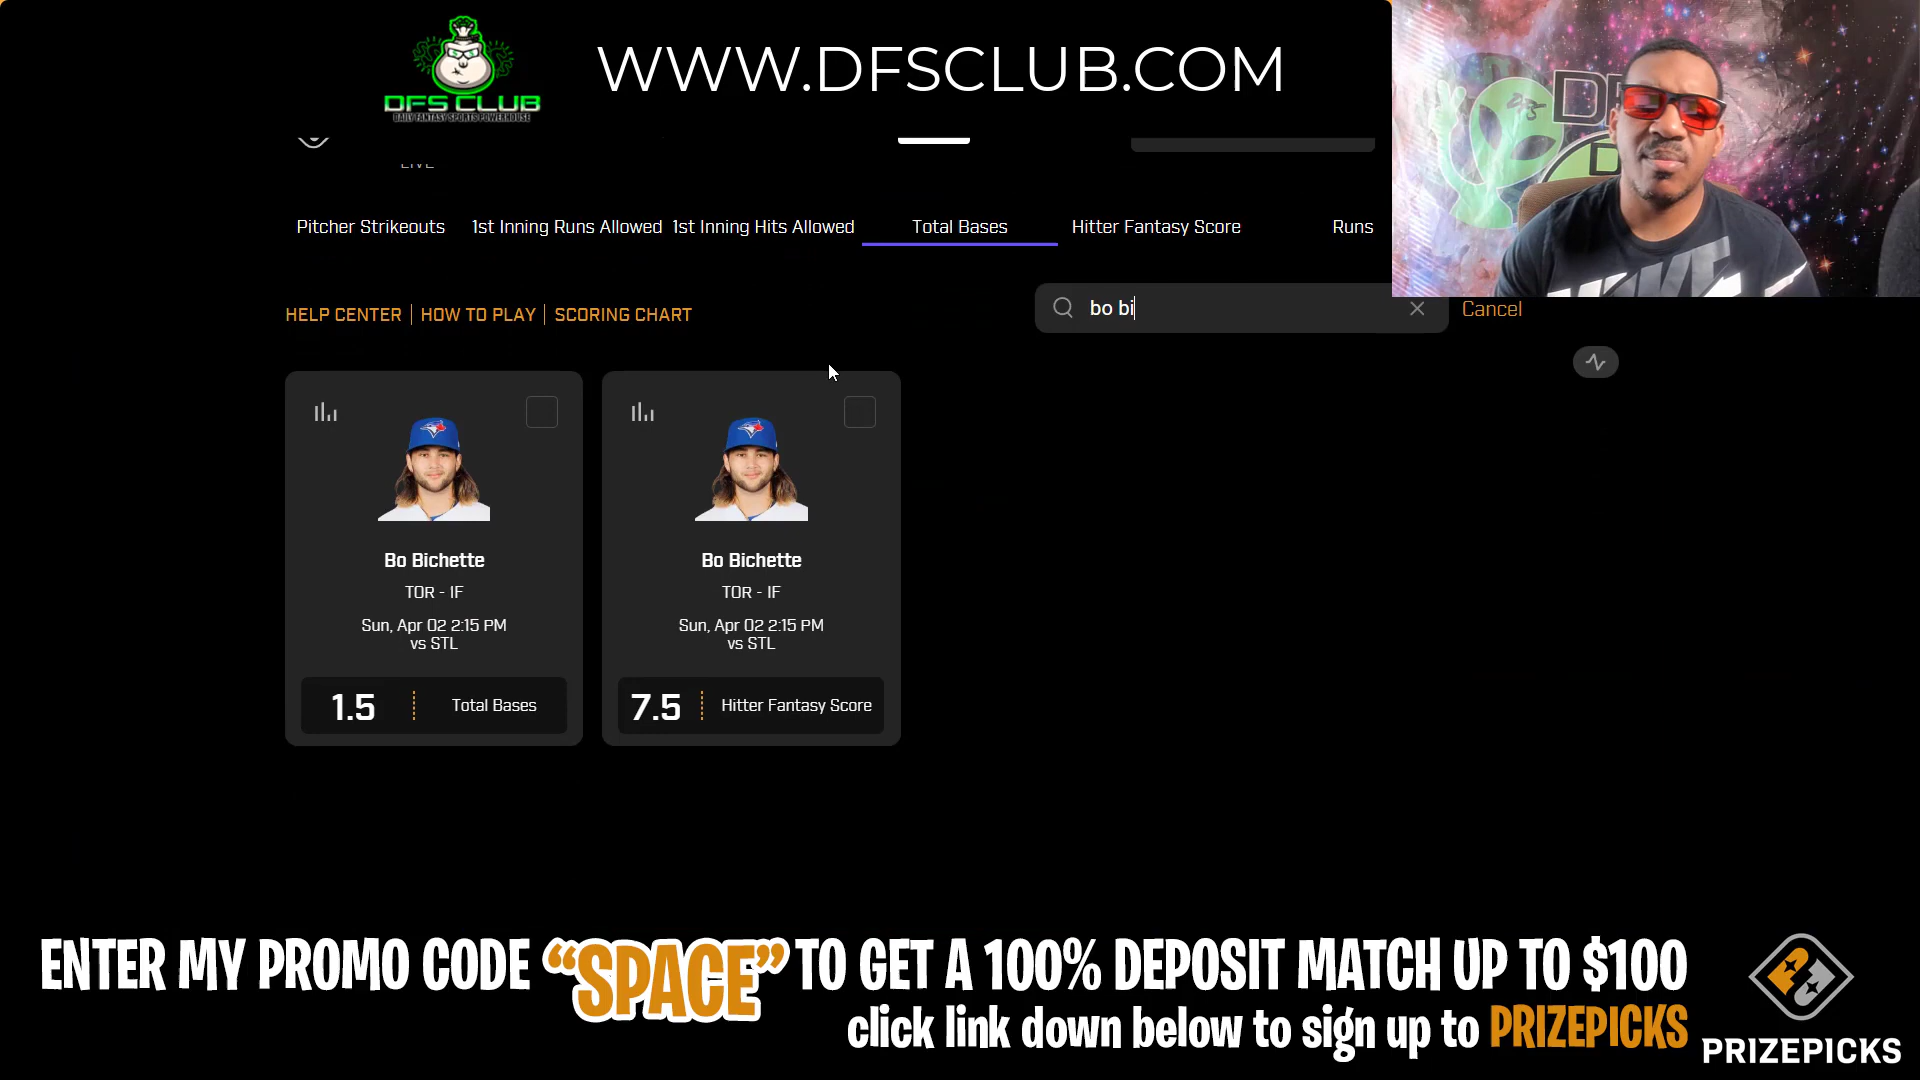 DFS CLUB
DAILY FANTASY SPORTS POWERHOUSE
WWW.DFSCLUB.COM
LIVE
Pitcher Strikeouts 1st Inning Runs Allowed 1st Inning Hits Allowed Total Bases Hitter Fantasy Score Runs
HELP CENTER | HOW TO PLAY | SCORING CHART
bo bi
Cancel
Bo Bichette
TOR - IF
Sun, Apr 02 2:15 PM
vs STL
1.5 Total Bases
Bo Bichette
TOR - IF
Sun, Apr 02 2:15 PM
vs STL
7.5 Hitter Fantasy Score
ENTER MY PROMO CODE “SPACE” TO GET A 100% DEPOSIT MATCH UP TO $100
click link down below to sign up to PRIZEPICKS
PRIZEPICKS